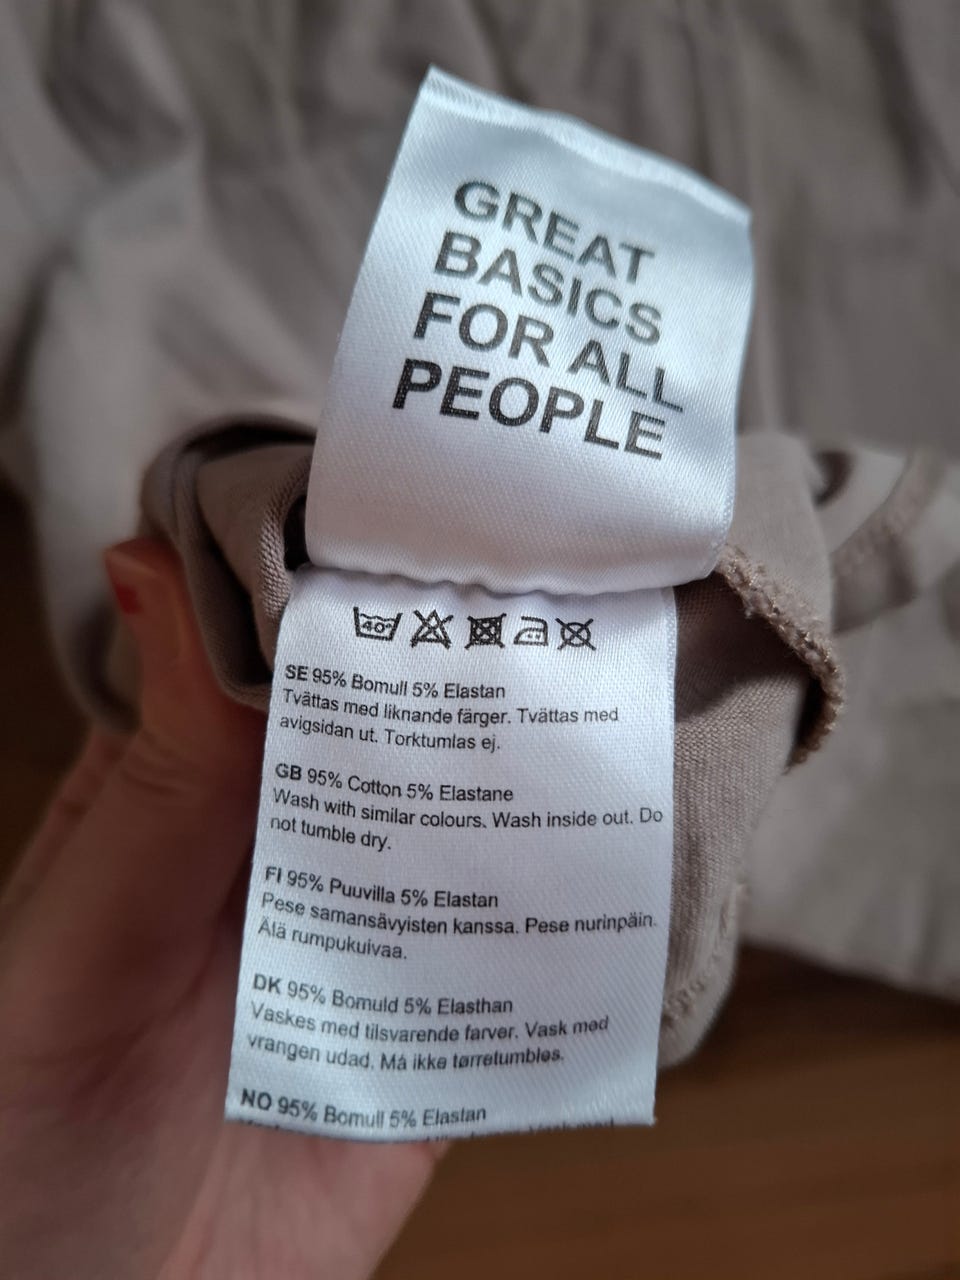 GREAT
BASICS
FOR ALL
PEOPLE
40°
SE 95% Bomull 5% Elastan
Tvättas med liknande färger. Tvättas med
avigsidan ut. Torktumlas ej.
GB 95% Cotton 5% Elastane
Wash with similar colours. Wash inside out. Do
not tumble dry.
FI 95% Puuvilla 5% Elastan
Pese samansävyisten kanssa. Pese nurinpäin.
Älä rumpukuivaa.
DK 95% Bomuld 5% Elasthan
Vaskes med tilsvarende farver. Vask med
vrangen udad. Må ikke tørretumbles.
NO 95% Bomull 5% Elastan